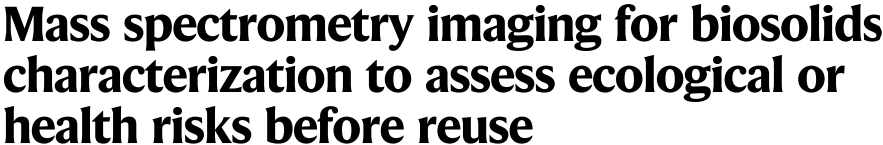 Mass spectrometry imaging for biosolids
characterization to assess ecological or
health risks before reuse